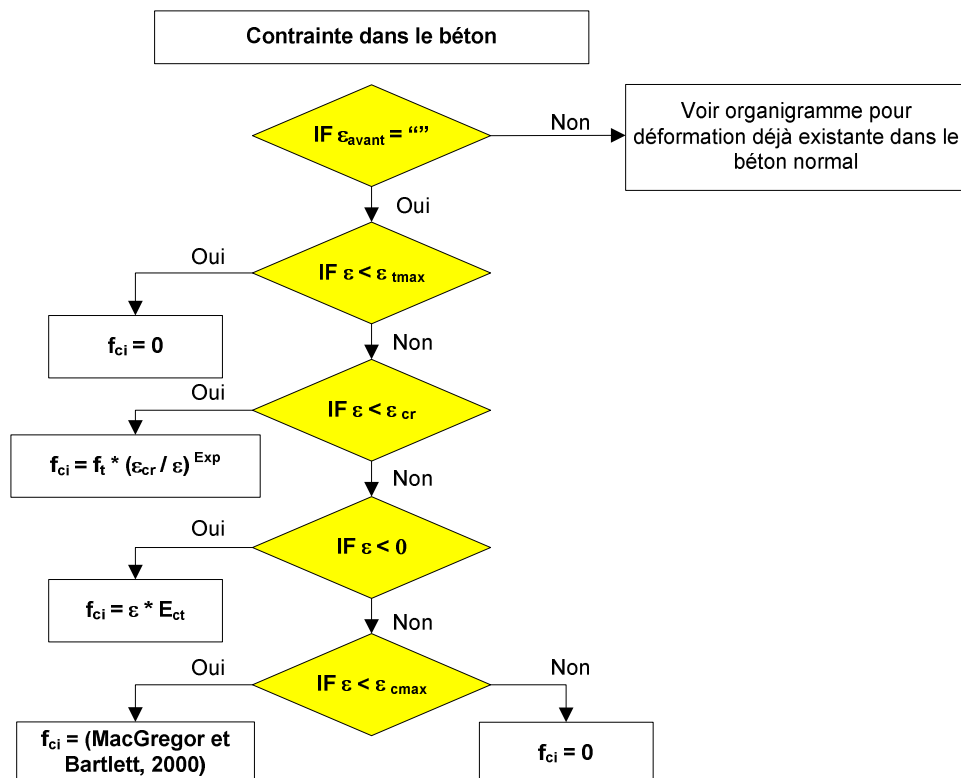 Contrainte dans le béton
IF εavant = “”
Non
Voir organigramme pour
déformation déjà existante dans le
béton normal
Oui
Oui
IF ε < ε tmax
fci = 0
Non
Oui
IF ε < ε cr
fci = ft * (εcr / ε) Exp
Non
Oui
IF ε < 0
fci = ε * Ect
Non
Oui
IF ε < ε cmax
Non
fci = (MacGregor et
Bartlett, 2000)
fci = 0